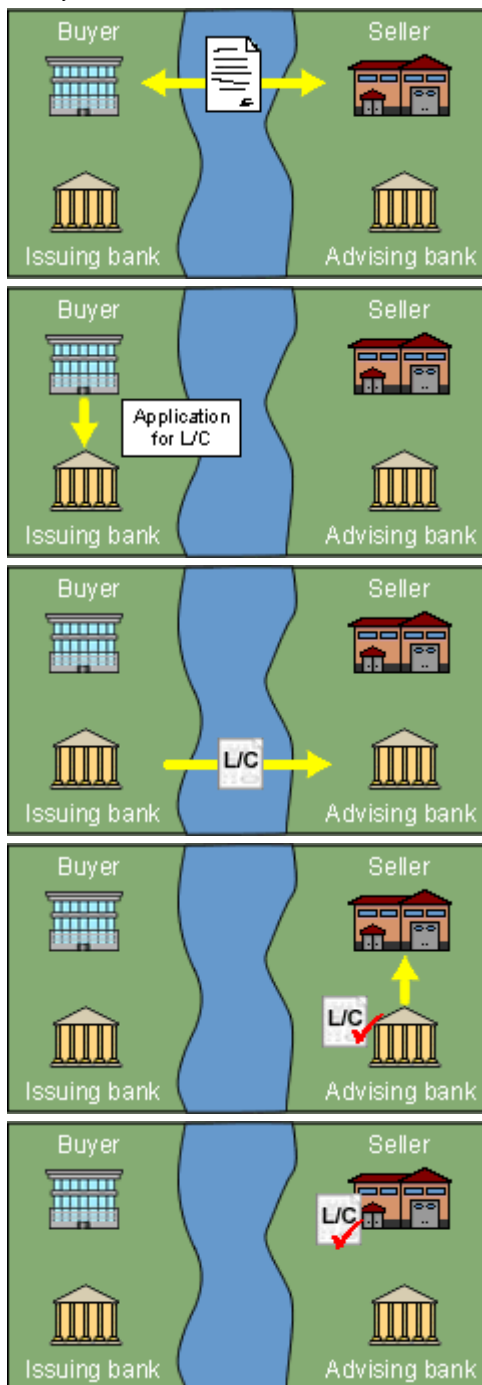 Buyer
Seller
Issuing bank
Advising bank
Buyer
Seller
Application
for L/C
Issuing bank
Advising bank
Buyer
Seller
L/C
Issuing bank
Advising bank
Buyer
Seller
L/C
Issuing bank
Advising bank
Buyer
Seller
L/C
Issuing bank
Advising bank